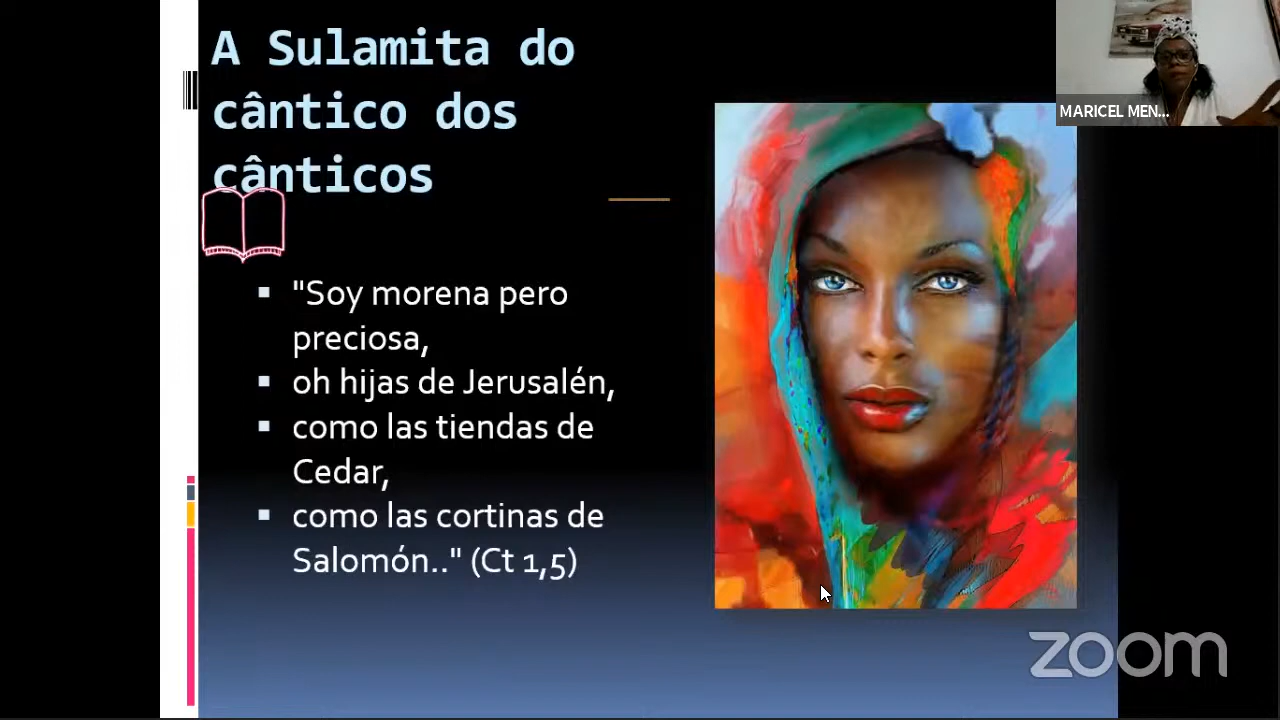 A Sulamita do
cântico dos
cânticos
"Soy morena pero
preciosa,
oh hijas de Jerusalén,
como las tiendas de
Cedar,
como las cortinas de
Salomón.." (Ct 1,5)
MARICEL MEN...
zoom